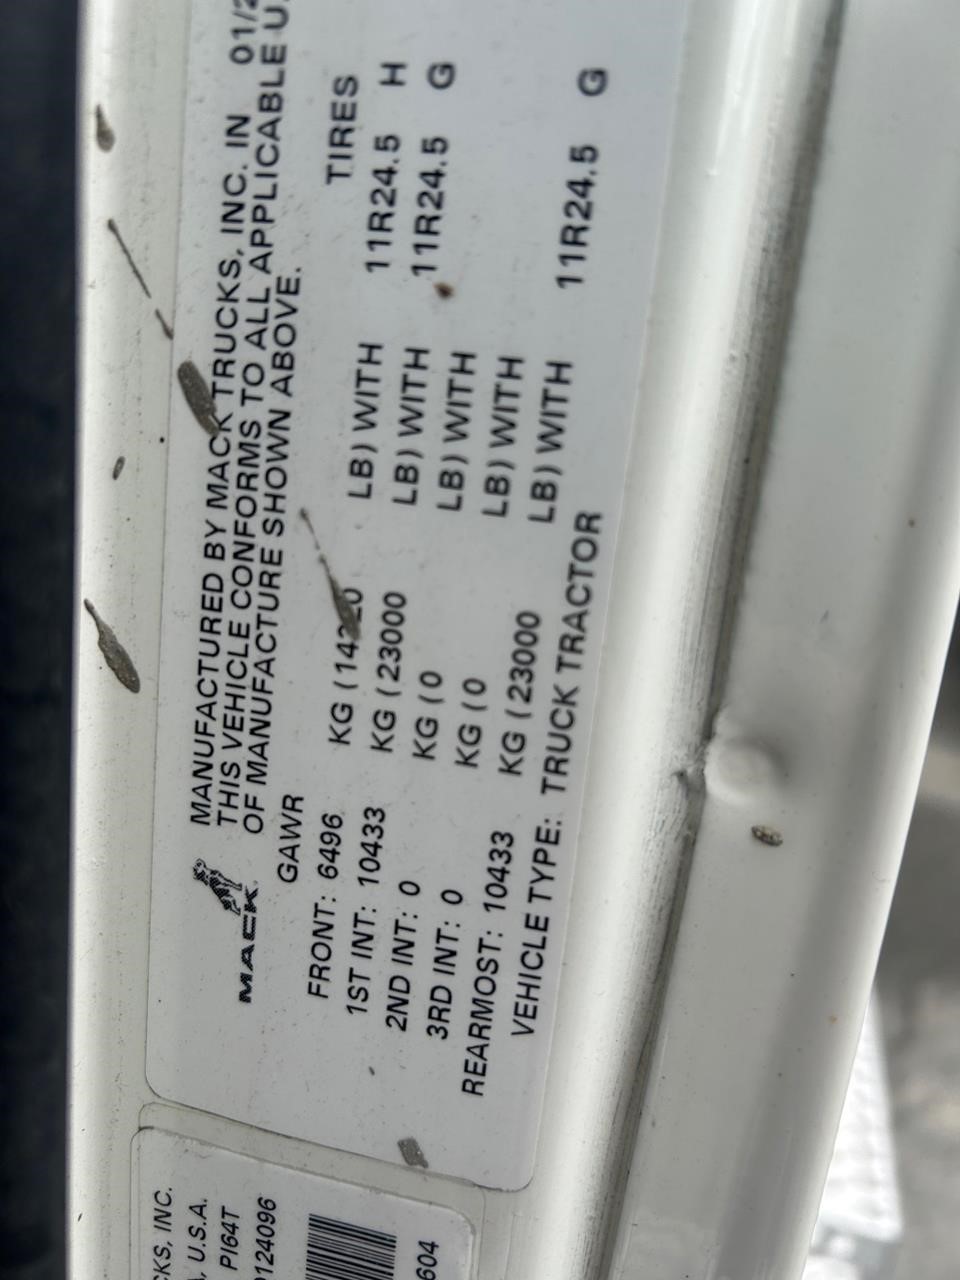 MACK
MANUFACTURED BY MACK TRUCKS, INC. IN 01/2
THIS VEHICLE CONFORMS TO ALL APPLICABLE U.
OF MANUFACTURE SHOWN ABOVE.
GAWR TIRES
FRONT: 6496 KG ( LB) WITH 11R24.5 H
1ST INT: 10433 KG (23000 LB) WITH 11R24.5 G
2ND INT: 0 KG (0 LB) WITH
3RD INT: 0 KG (0 LB) WITH
REARMOST: 10433 KG (23000 LB) WITH 11R24.5 G
VEHICLE TYPE: TRUCK TRACTOR
CKS, INC.
U.S.A.
PI64T
0124096
604